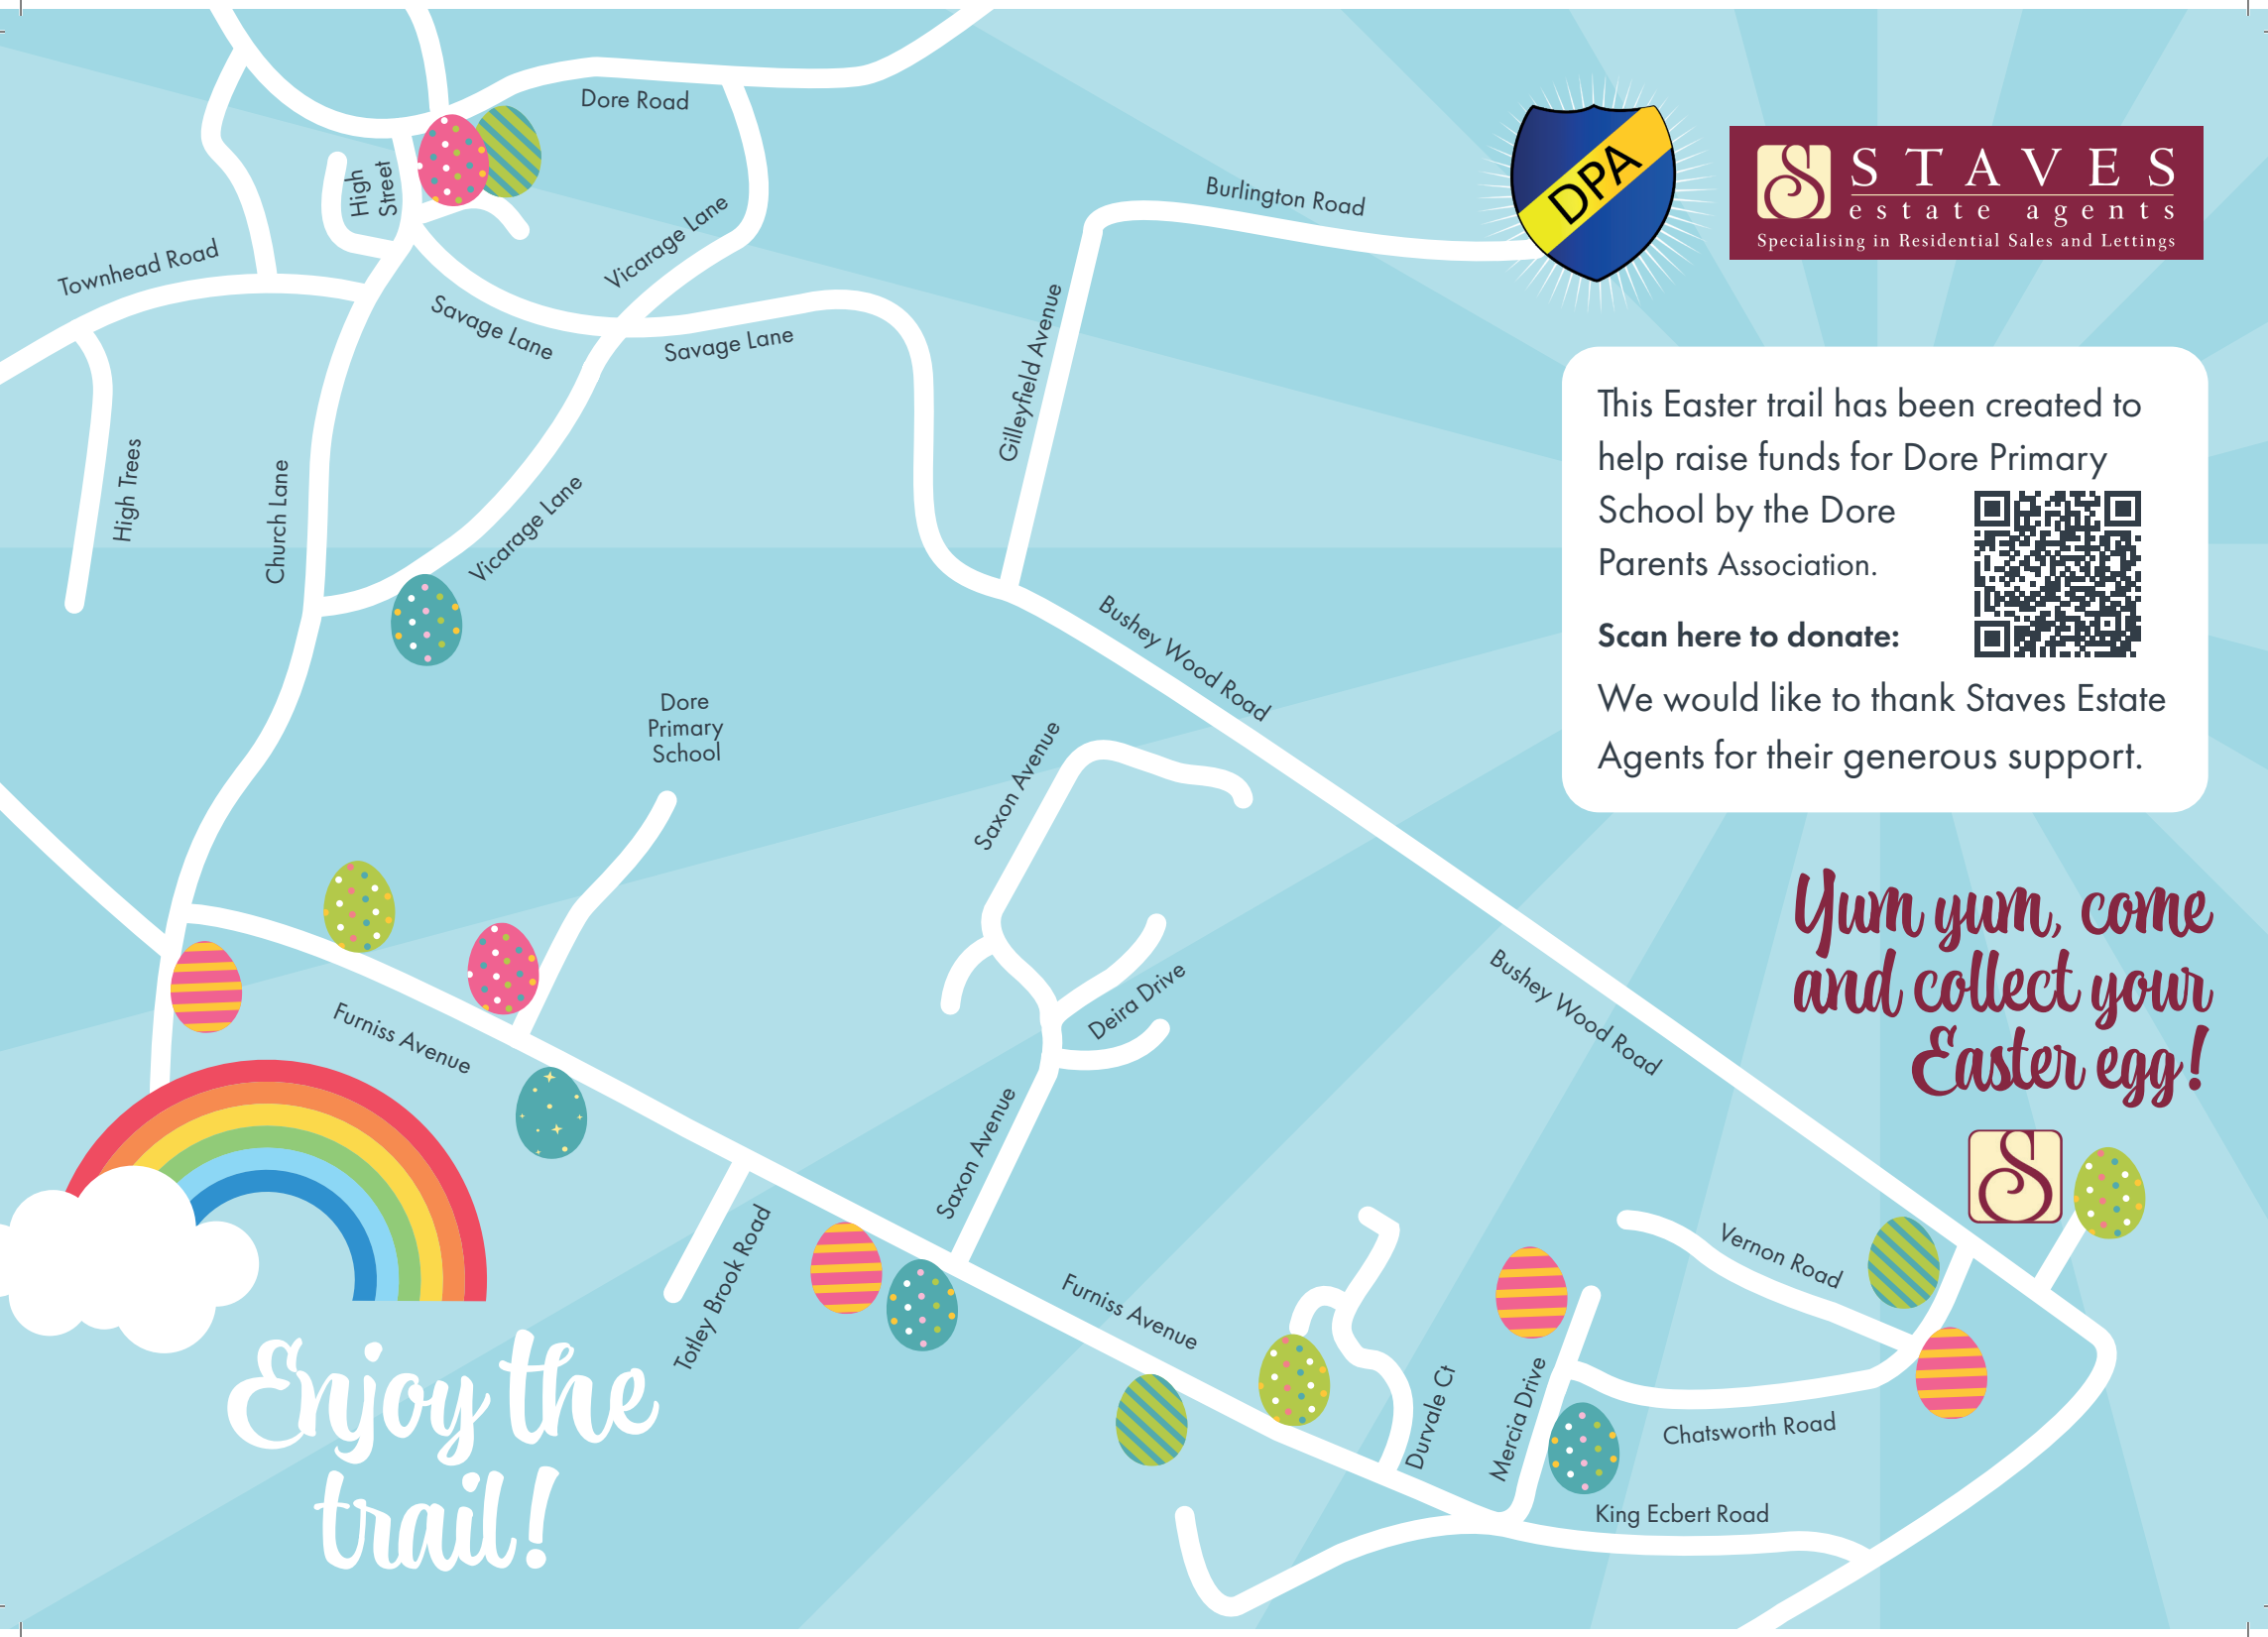 Dore Road
High
Street
Townhead Road
Vicarage Lane
Savage Lane
Savage Lane
High Trees
Church Lane
Vicarage Lane
Burlington Road
Gilleyfield Avenue
DPA
S
STAVES
estate agents
Specialising in Residential Sales and Lettings
This Easter trail has been created to
help raise funds for Dore Primary
School by the Dore
Parents Association.
Scan here to donate:
We would like to thank Staves Estate
Agents for their generous support.
Bushey Wood Road
Dore
Primary
School
Saxon Avenue
Deira Drive
Bushey Wood Road
Furniss Avenue
Saxon Avenue
Totley Brook Road
Furniss Avenue
Durvale Ct
Mercia Drive
Vernon Road
Chatsworth Road
King Ecbert Road
Yum yum, come
and collect your
Easter egg!
S
Enjoy the
trail!